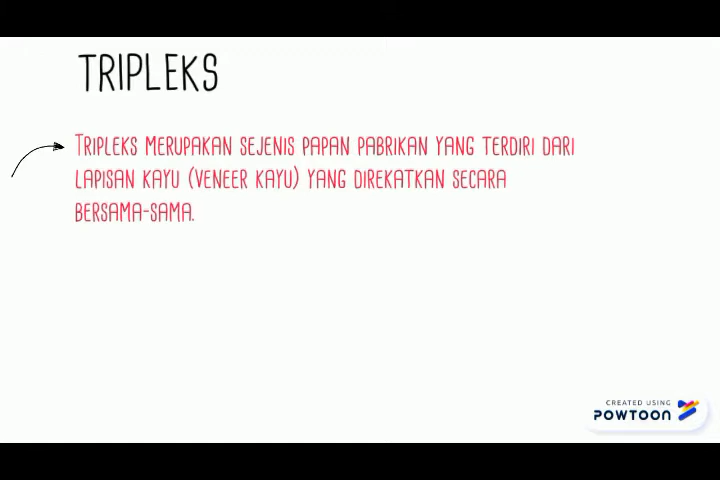 TRIPLEKS
TRIPLEKS MERUPAKAN SEJENIS PAPAN PABRIKAN YANG TERDIRI DARI
LAPISAN KAYU (VENEER KAYU) YANG DIREKATKAN SECARA
BERSAMA-SAMA.
CREATED USING
POWTOON